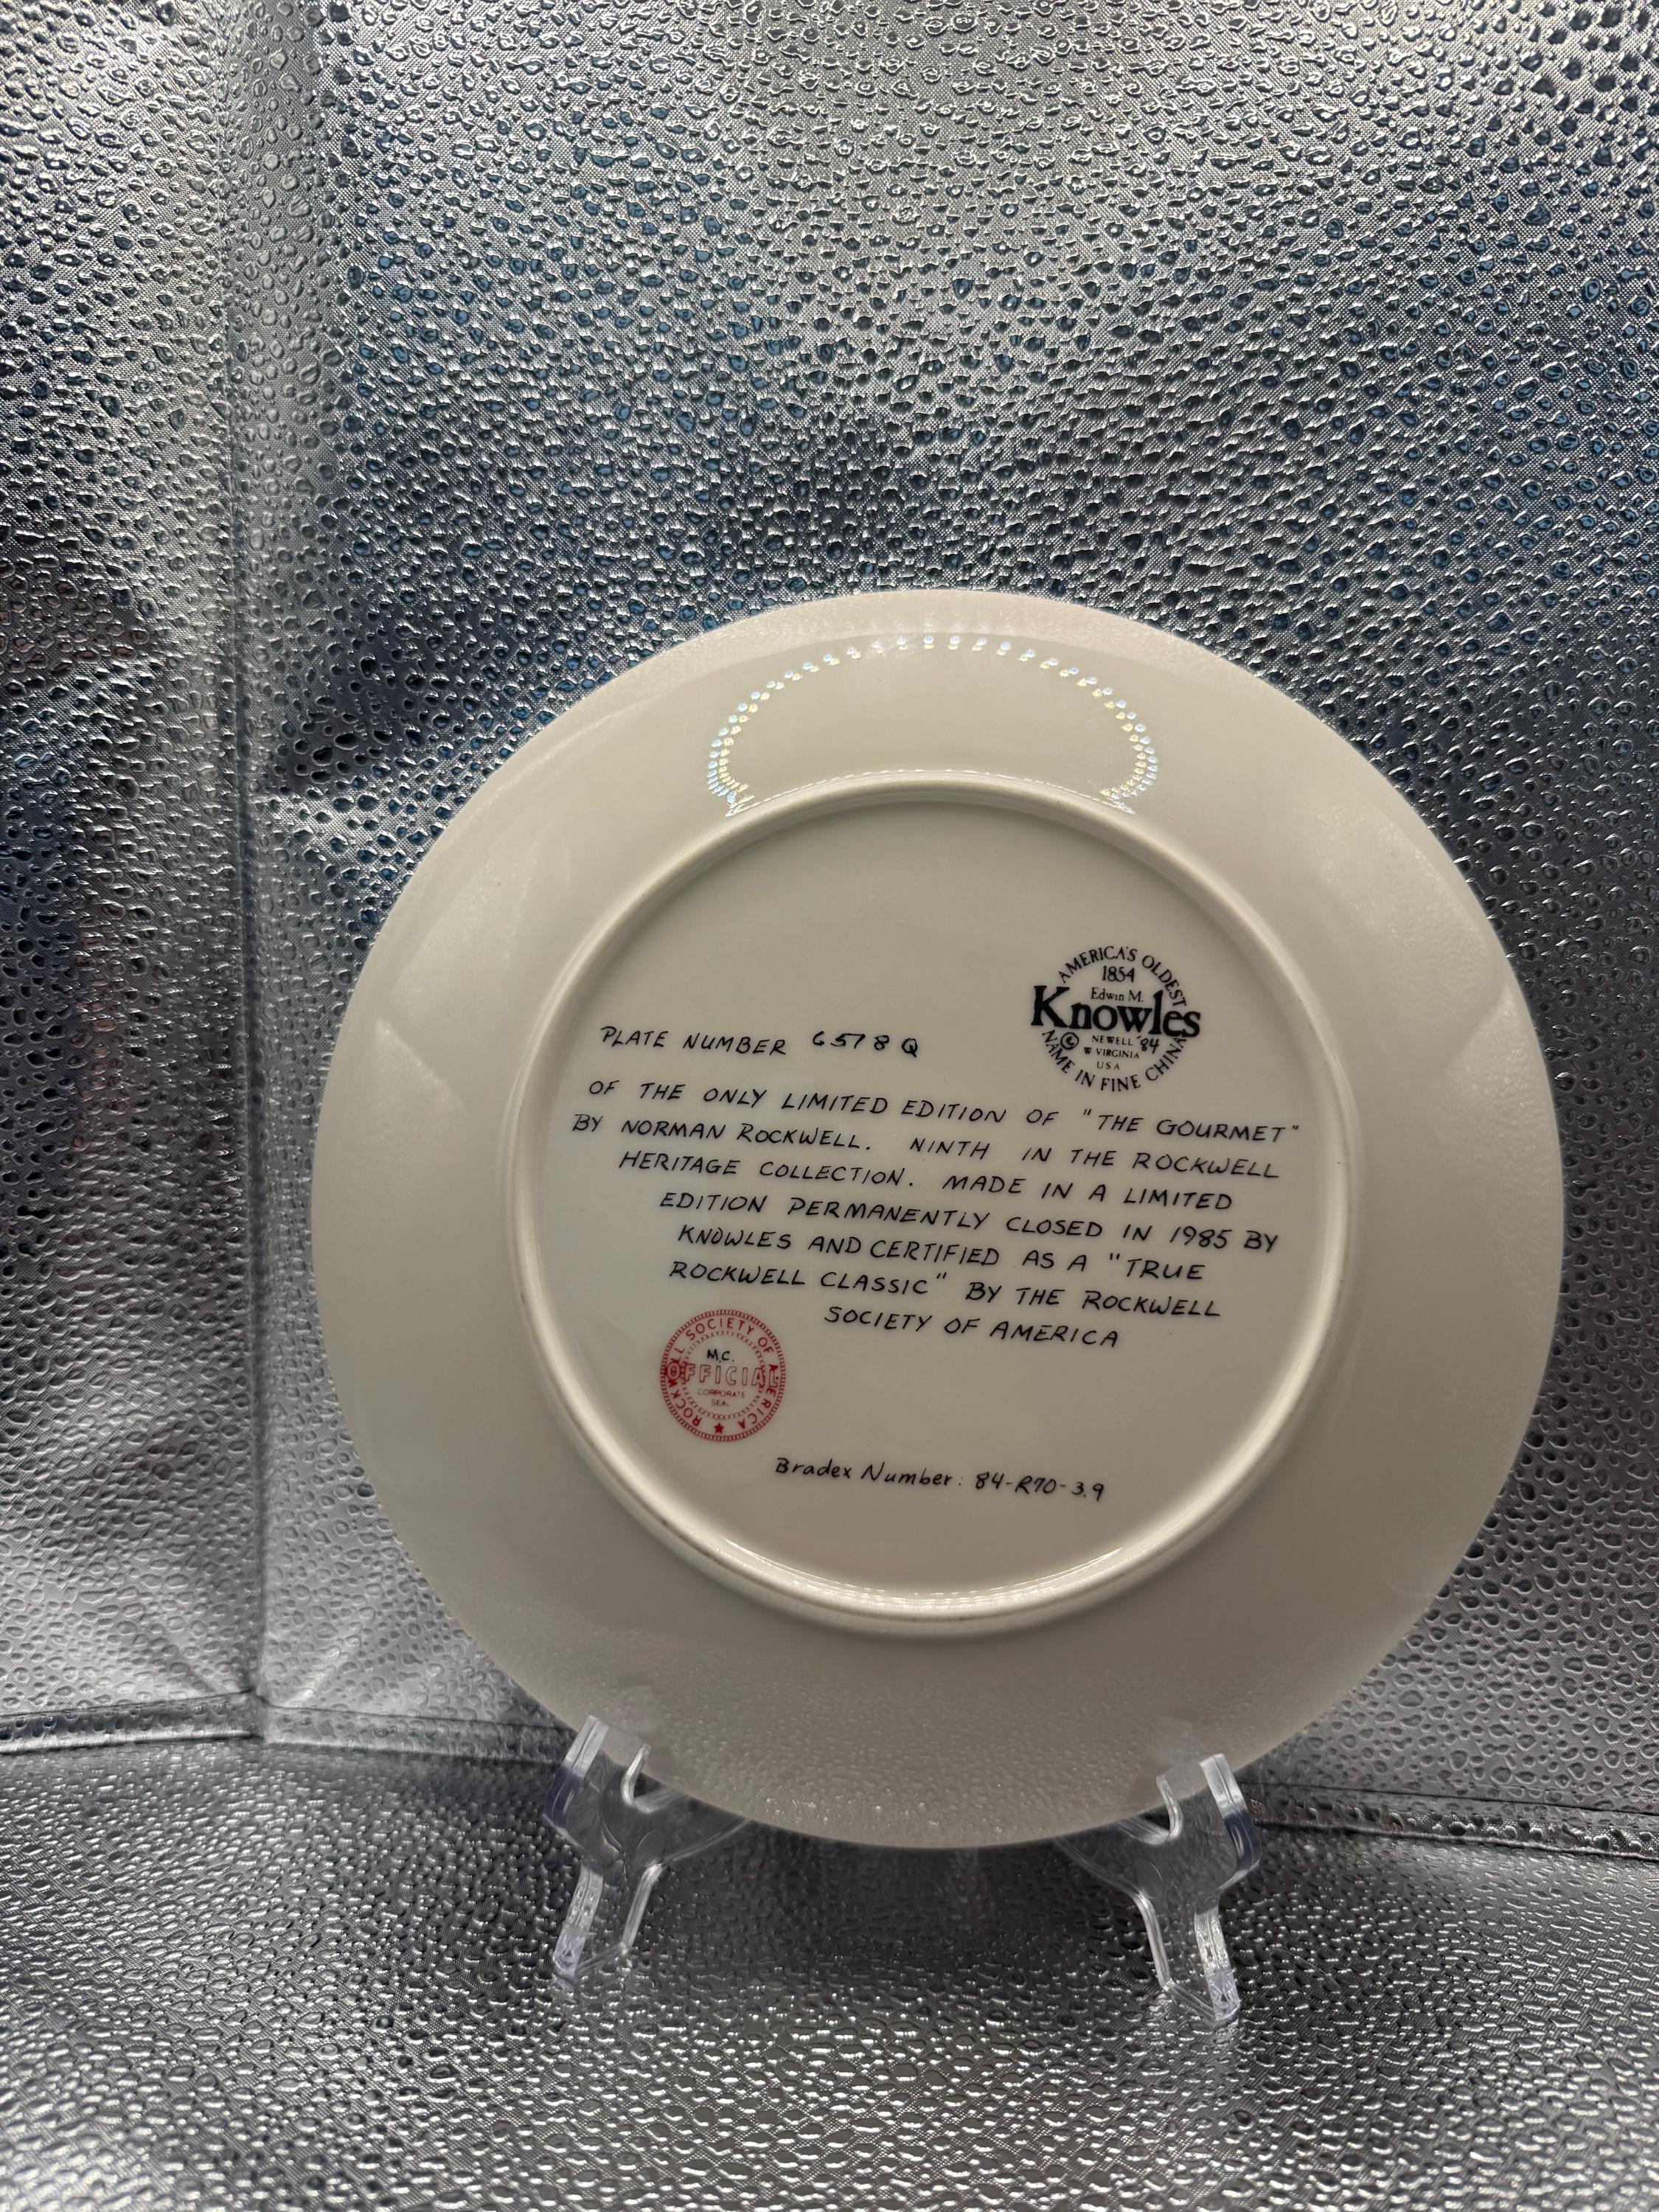 AMERICA'S OLDEST
1854
Edwin M.
Knowles
© NEWELL '84
W VIRGINIA
USA
NAME IN FINE CHINA
PLATE NUMBER 6578Q
OF THE ONLY LIMITED EDITION OF "THE GOURMET"
BY NORMAN ROCKWELL. NINTH IN THE ROCKWELL
HERITAGE COLLECTION. MADE IN A LIMITED
EDITION PERMANENTLY CLOSED IN 1985 BY
KNOWLES AND CERTIFIED AS A "TRUE
ROCKWELL CLASSIC" BY THE ROCKWELL
SOCIETY OF AMERICA
ROCKWELL SOCIETY OF AMERICA
M.C.
OFFICIAL
CORPORATE
SEAL
Bradex Number: 84-R70-3.9